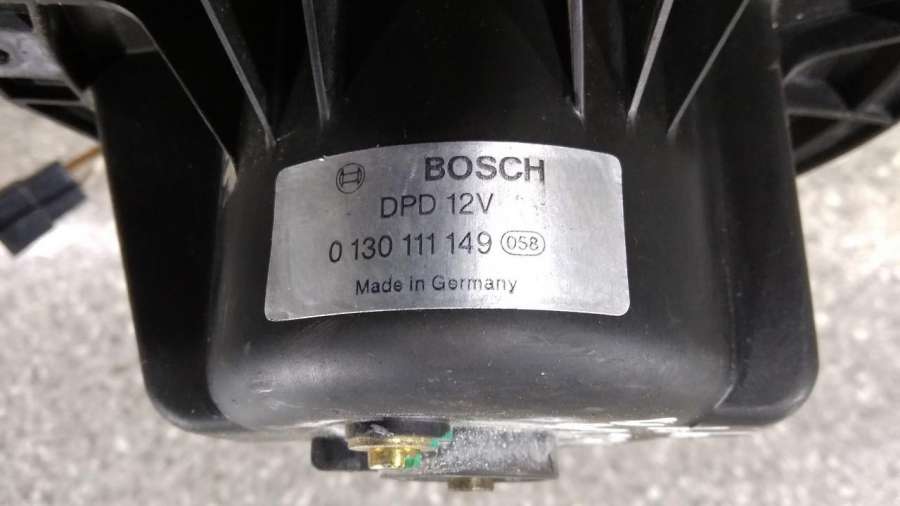 BOSCH
DPD 12V
0 130 111 149 058
Made in Germany